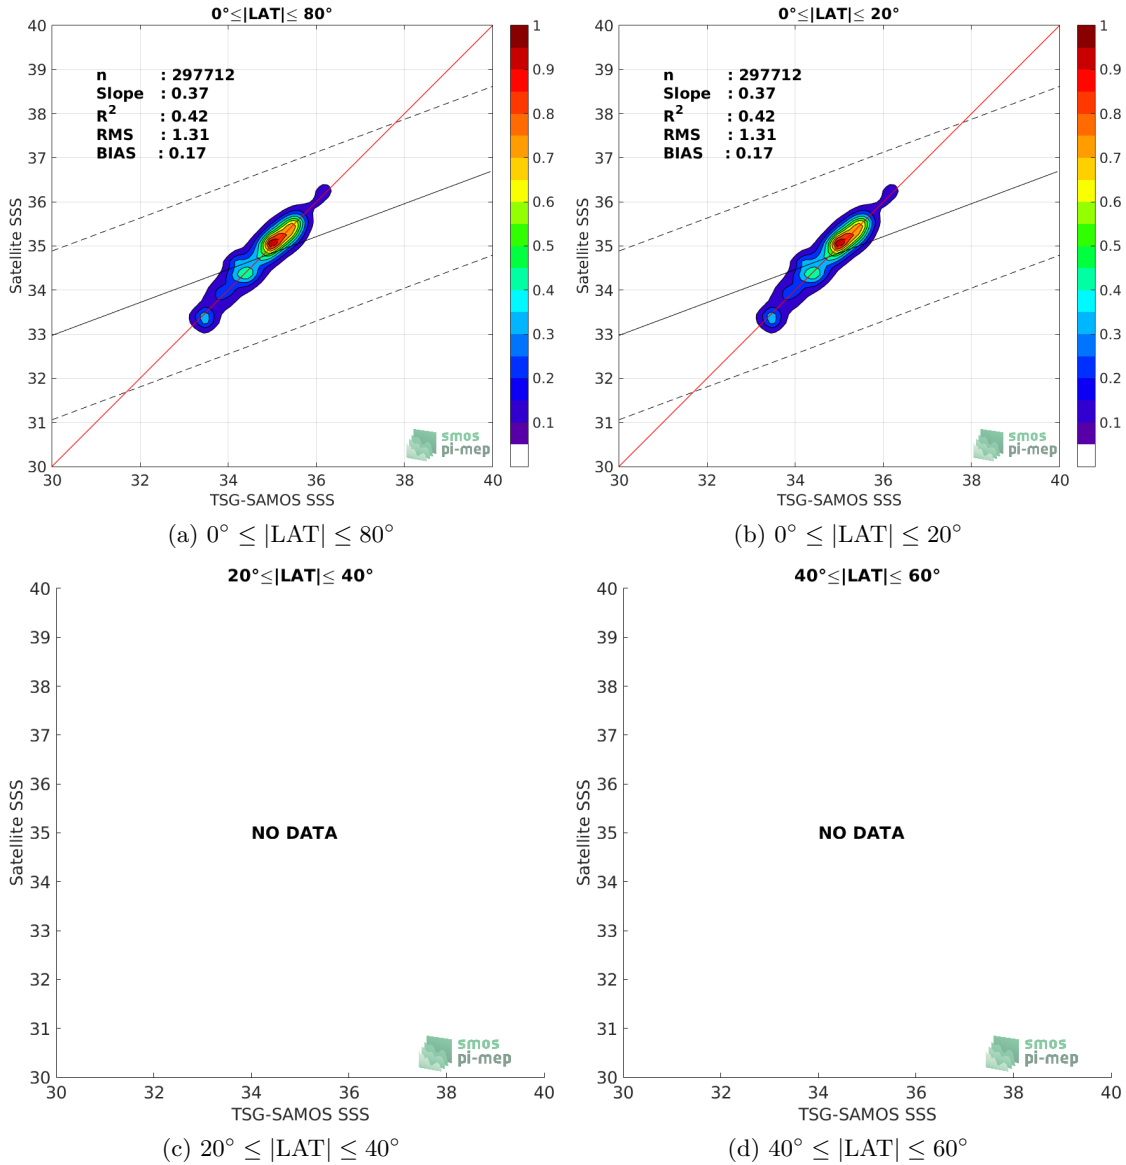 0°≤|LAT|≤ 80°
40
39
38
37
36
35
34
33
32
31
30
30
32
34
36
38
40
Satellite SSS
TSG-SAMOS SSS
n : 297712
Slope : 0.37
R² : 0.42
RMS : 1.31
BIAS : 0.17
1
0.9
0.8
0.7
0.6
0.5
0.4
0.3
0.2
0.1
smos
pi-mep
(a) 0° ≤ |LAT| ≤ 80°
0°≤|LAT|≤ 20°
40
39
38
37
36
35
34
33
32
31
30
30
32
34
36
38
40
Satellite SSS
TSG-SAMOS SSS
n : 297712
Slope : 0.37
R² : 0.42
RMS : 1.31
BIAS : 0.17
1
0.9
0.8
0.7
0.6
0.5
0.4
0.3
0.2
0.1
smos
pi-mep
(b) 0° ≤ |LAT| ≤ 20°
20°≤|LAT|≤ 40°
40
39
38
37
36
35
34
33
32
31
30
30
32
34
36
38
40
Satellite SSS
TSG-SAMOS SSS
NO DATA
smos
pi-mep
(c) 20° ≤ |LAT| ≤ 40°
40°≤|LAT|≤ 60°
40
39
38
37
36
35
34
33
32
31
30
30
32
34
36
38
40
Satellite SSS
TSG-SAMOS SSS
NO DATA
smos
pi-mep
(d) 40° ≤ |LAT| ≤ 60°